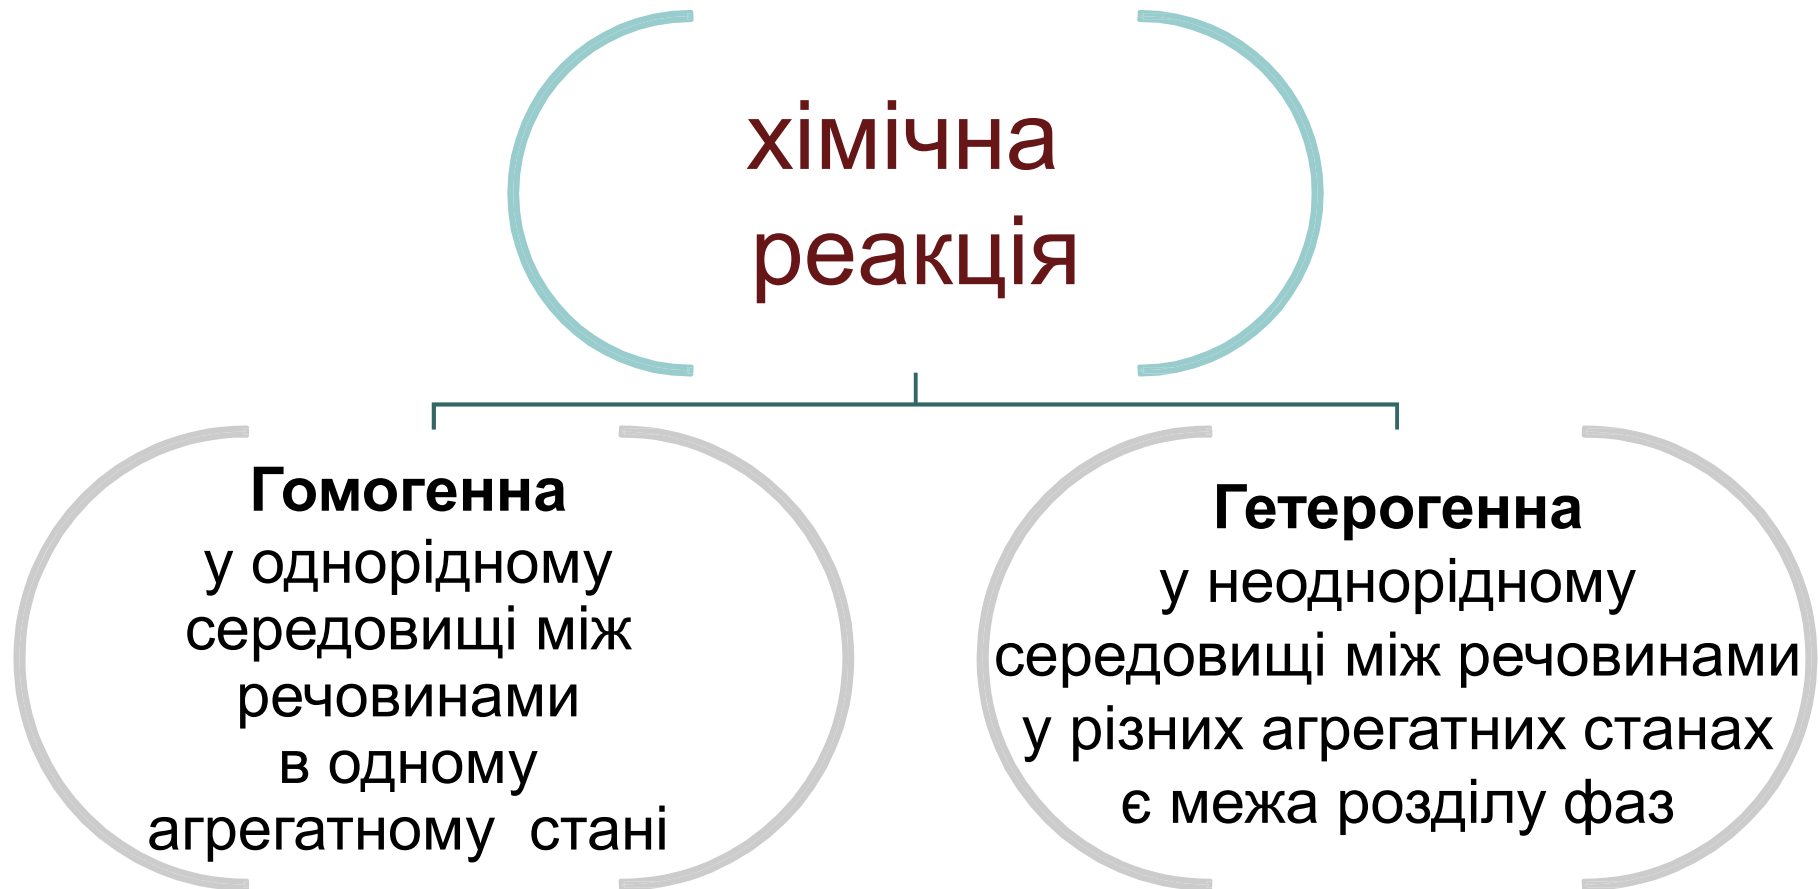 хімічна
реакція
Гомогенна
у однорідному
середовищі між
речовинами
в одному
агрегатному стані
Гетерогенна
у неоднорідному
середовищі між речовинами
у різних агрегатних станах
є межа розділу фаз